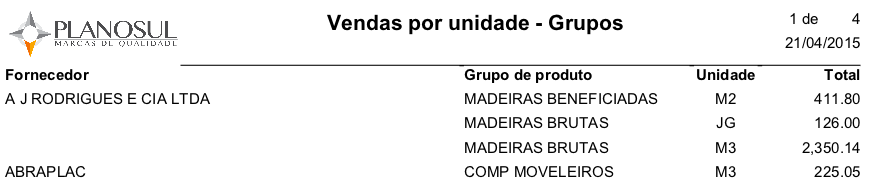 PLANOSUL
MARCAS DE QUALIDADE
Vendas por unidade - Grupos
1 de 4
21/04/2015
Fornecedor Grupo de produto Unidade Total
A J RODRIGUES E CIA LTDA MADEIRAS BENEFICIADAS M2 411.80
MADEIRAS BRUTAS JG 126.00
MADEIRAS BRUTAS M3 2,350.14
ABRAPLAC COMP MOVELEIROS M3 225.05